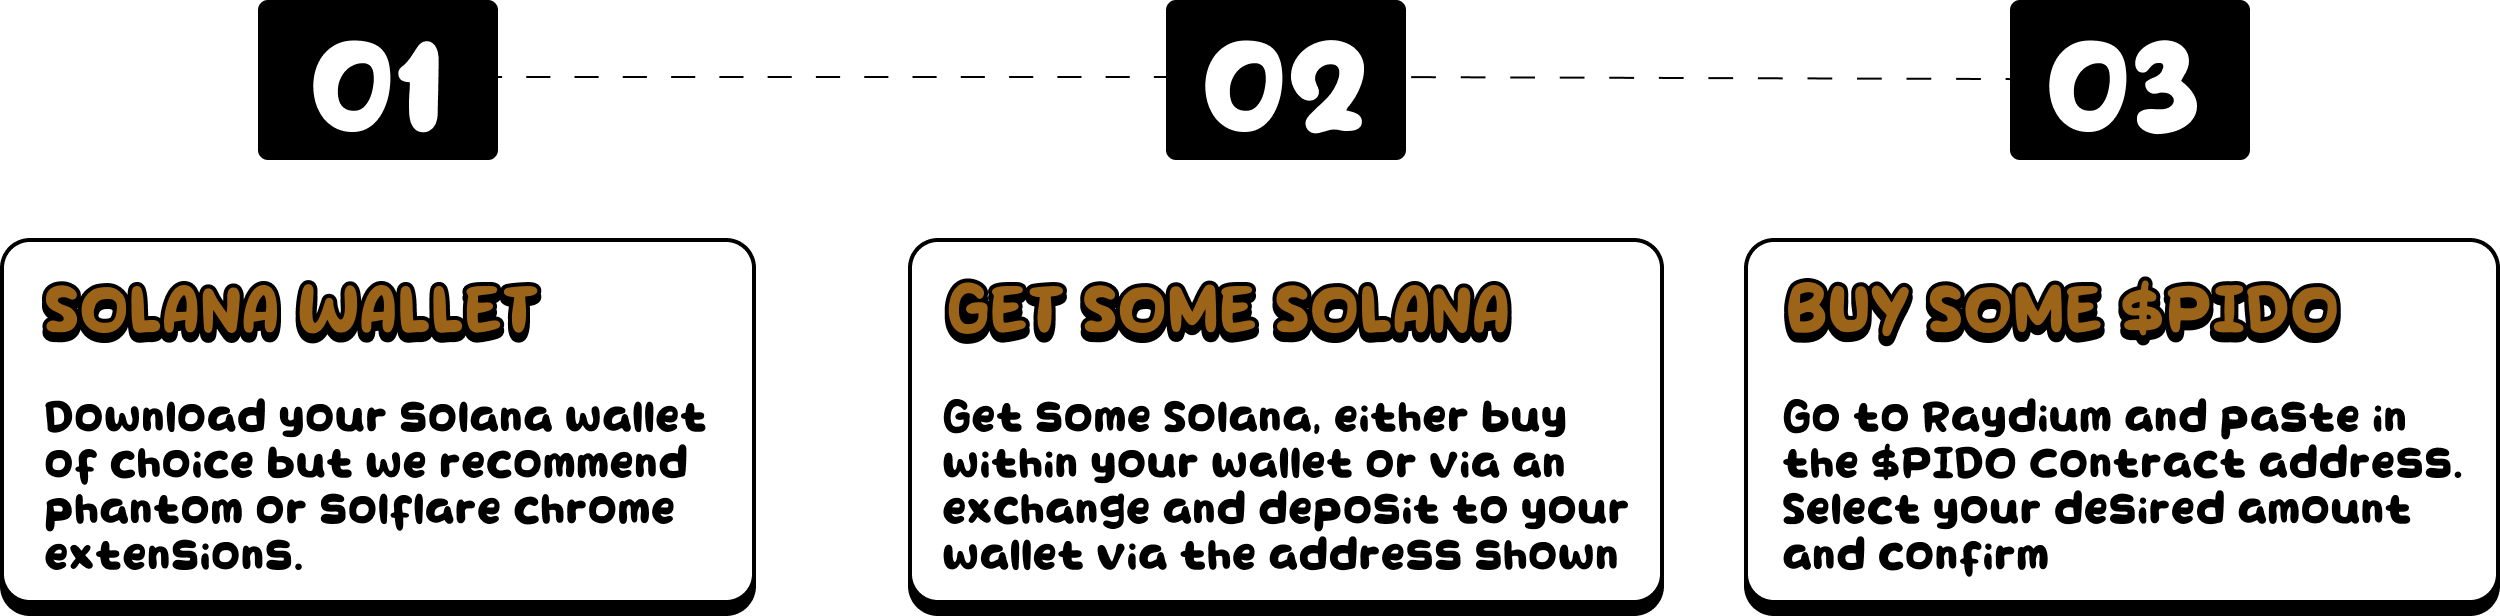 01
02
03
Solana Wallet
Download your Solana wallet
of choice but we recommend
phantom or Solflare chrome
extensions.
Get Some Solana
Get some Solana, either buy
within your wallet or via an
exchange and deposit to your
wallet via the address shown
Buy Some $PIDO
Go to Raydium and paste in
the $PIDO contract address.
Select your desired amount
and confirm